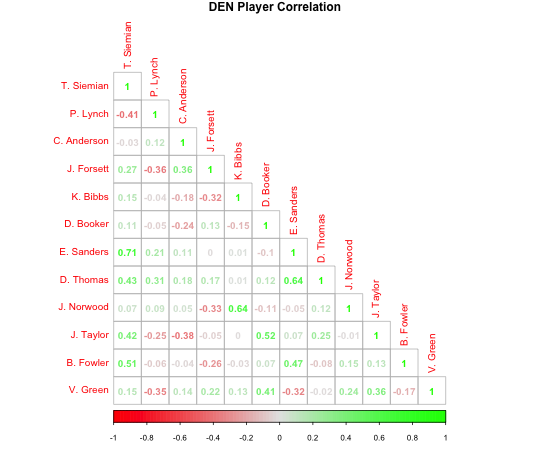 DEN Player Correlation
T. Siemian
P. Lynch
C. Anderson
J. Forsett
K. Bibbs
D. Booker
E. Sanders
D. Thomas
J. Norwood
J. Taylor
B. Fowler
V. Green
T. Siemian 1
P. Lynch -0.41 1
C. Anderson -0.03 0.12 1
J. Forsett 0.27 -0.36 0.36 1
K. Bibbs 0.15 -0.04 -0.18 -0.32 1
D. Booker 0.11 -0.05 -0.24 0.13 -0.15 1
E. Sanders 0.71 0.21 0.11 0 0.01 -0.1 1
D. Thomas 0.43 0.31 0.18 0.17 0.01 0.12 0.64 1
J. Norwood 0.07 0.09 0.05 -0.33 0.64 -0.11 -0.05 0.12 1
J. Taylor 0.42 -0.25 -0.38 -0.05 0 0.52 0.07 0.25 -0.01 1
B. Fowler 0.51 -0.06 -0.04 -0.26 -0.03 0.07 0.47 -0.08 0.15 0.13 1
V. Green 0.15 -0.35 0.14 0.22 0.13 0.41 -0.32 -0.02 0.24 0.36 -0.17 1
-1 -0.8 -0.6 -0.4 -0.2 0 0.2 0.4 0.6 0.8 1